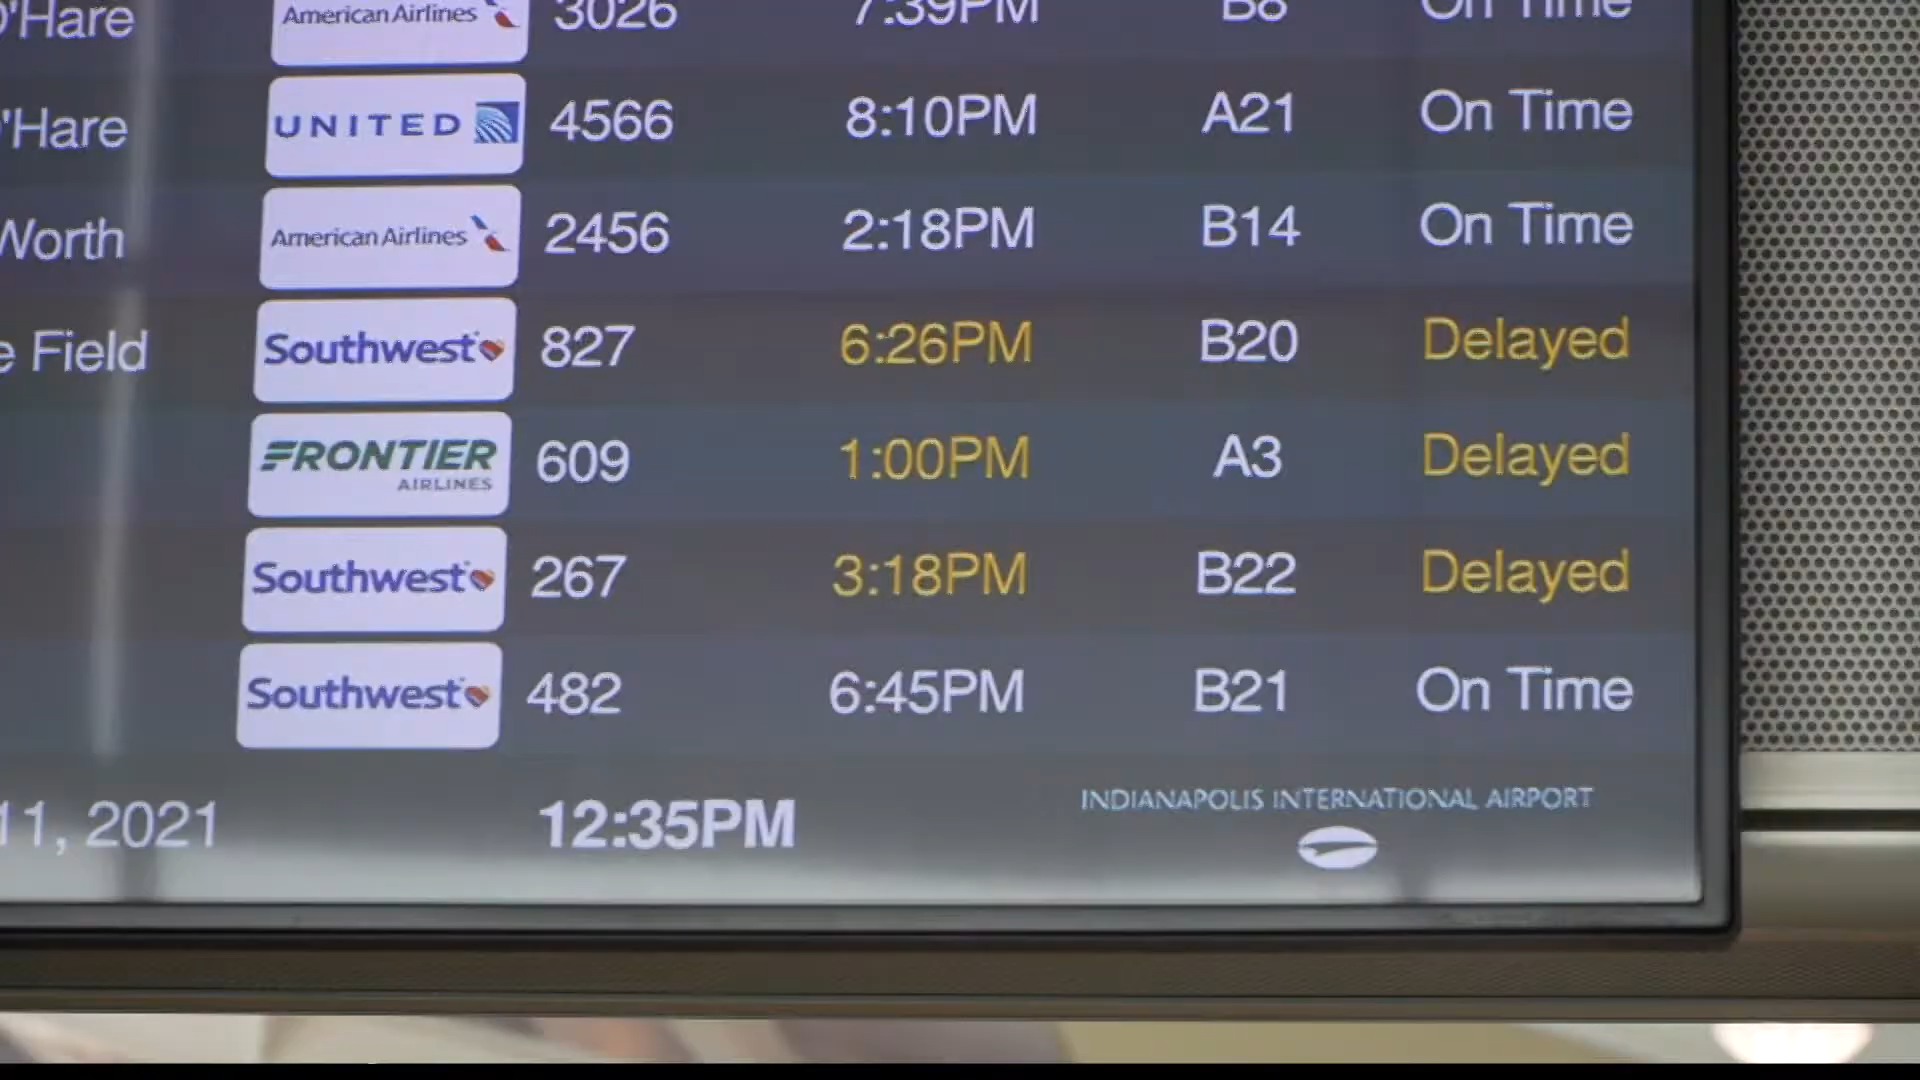 O'Hare American Airlines 3026 7:39PM B8 On Time
'Hare UNITED 4566 8:10PM A21 On Time
Worth American Airlines 2456 2:18PM B14 On Time
e Field Southwest 827 6:26PM B20 Delayed
FRONTIER AIRLINES 609 1:00PM A3 Delayed
Southwest 267 3:18PM B22 Delayed
Southwest 482 6:45PM B21 On Time
11, 2021 12:35PM INDIANAPOLIS INTERNATIONAL AIRPORT